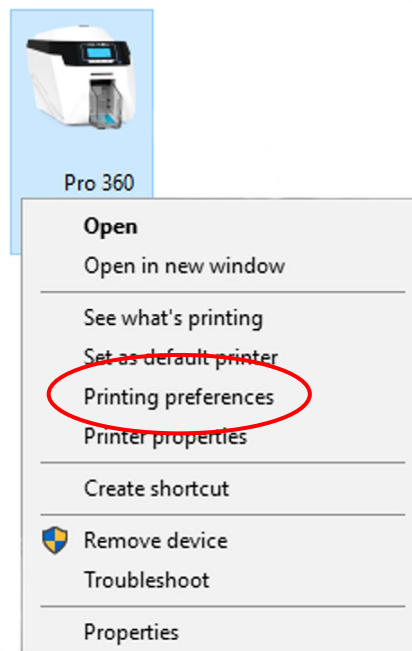 Pro 360
Open
Open in new window
See what's printing
Set as default printer
Printing preferences
Printer properties
Create shortcut
Remove device
Troubleshoot
Properties